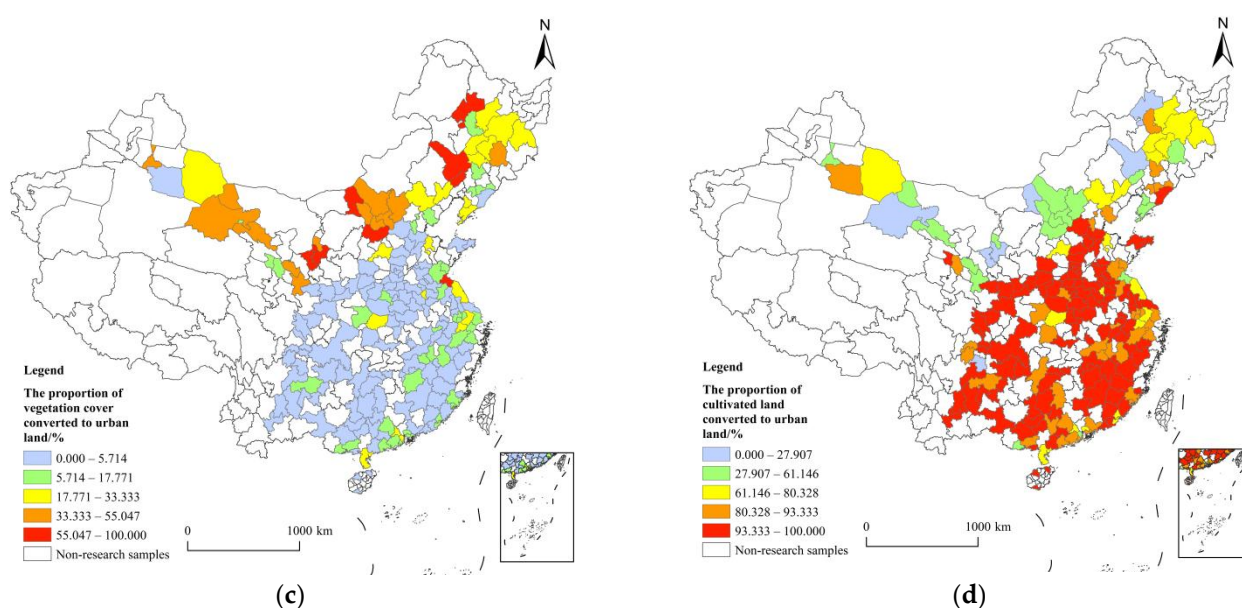 N
Legend
The proportion of
vegetation cover
converted to urban
land/%
0.000 – 5.714
5.714 – 17.771
17.771 – 33.333
33.333 – 55.047
55.047 – 100.000
Non-research samples
0 1000 km
(c)
N
Legend
The proportion of
cultivated land
converted to urban
land/%
0.000 – 27.907
27.907 – 61.146
61.146 – 80.328
80.328 – 93.333
93.333 – 100.000
Non-research samples
0 1000 km
(d)